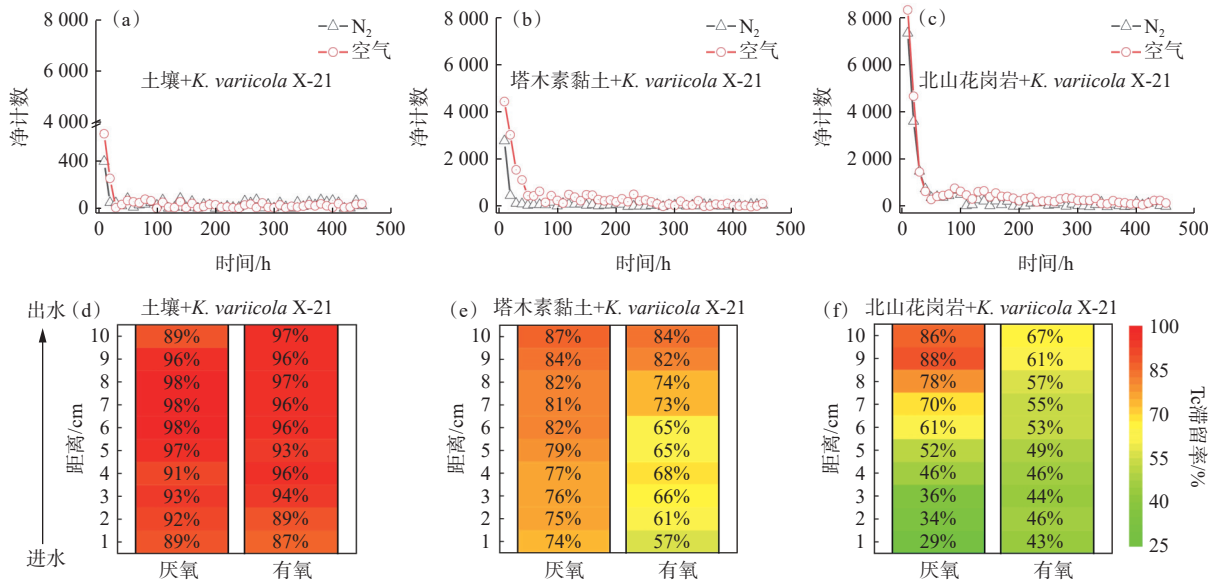 (a)
N₂
空气
土壤+K. variicola X-21
净计数
8 000
6 000
4 000
400
0
0 100 200 300 400 500
时间/h
(b)
N₂
空气
塔木素黏土+K. variicola X-21
净计数
8 000
6 000
4 000
2 000
0
0 100 200 300 400 500
时间/h
(c)
N₂
空气
北山花岗岩+K. variicola X-21
净计数
8 000
6 000
4 000
2 000
0
0 100 200 300 400 500
时间/h
出水
进水
(d) 土壤+K. variicola X-21
距离/cm
10 89% 97%
9 96% 96%
8 98% 97%
7 98% 96%
6 98% 96%
5 97% 93%
4 91% 96%
3 93% 94%
2 92% 89%
1 89% 87%
厌氧 有氧
(e) 塔木素黏土+K. variicola X-21
距离/cm
10 87% 84%
9 84% 82%
8 82% 74%
7 81% 73%
6 82% 65%
5 79% 65%
4 77% 68%
3 76% 66%
2 75% 61%
1 74% 57%
厌氧 有氧
(f) 北山花岗岩+K. variicola X-21
距离/cm
10 86% 67%
9 88% 61%
8 78% 57%
7 70% 55%
6 61% 53%
5 52% 49%
4 46% 46%
3 36% 44%
2 34% 46%
1 29% 43%
厌氧 有氧
100
85
70
55
40
25
Tc滞留率/%